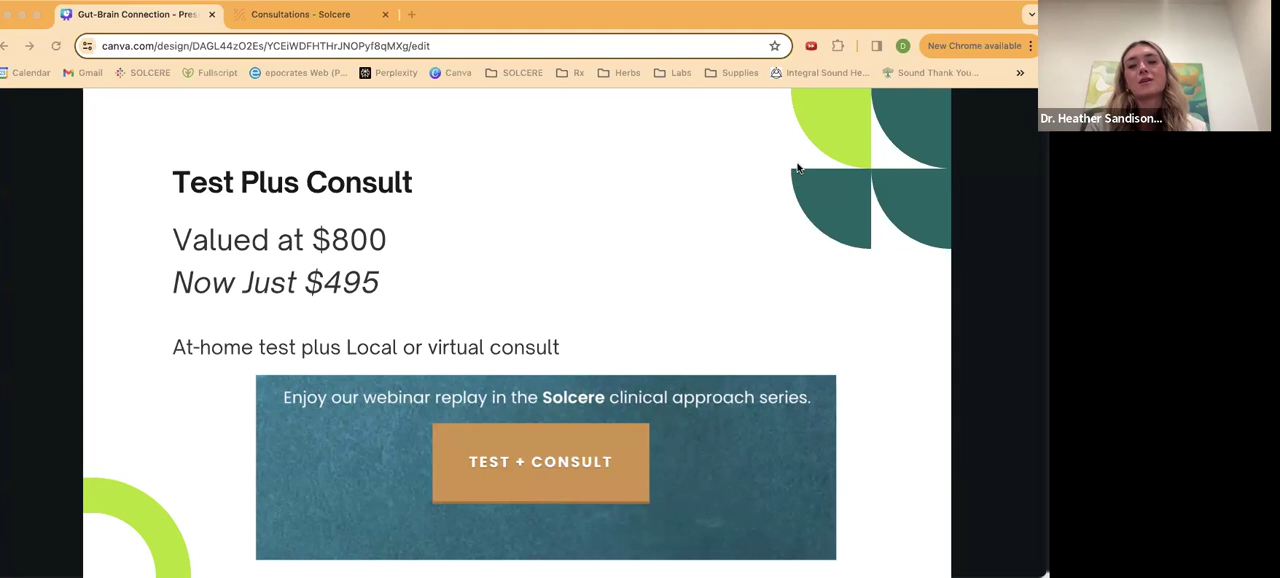 Gut-Brain Connection - Pres
Consultations - Solcere
canva.com/design/DAGL44zO2Es/YCEiWDFHTHrJNOPyf8qMXg/edit
D
New Chrome available
Calendar
Gmail
SOLCERE
Fullscript
epocrates Web (P...
Perplexity
Canva
SOLCERE
Rx
Herbs
Labs
Supplies
Integral Sound He...
Sound Thank You...
»
Dr. Heather Sandison...
Test Plus Consult
Valued at $800
Now Just $495
At-home test plus Local or virtual consult
Enjoy our webinar replay in the Solcere clinical approach series.
TEST + CONSULT